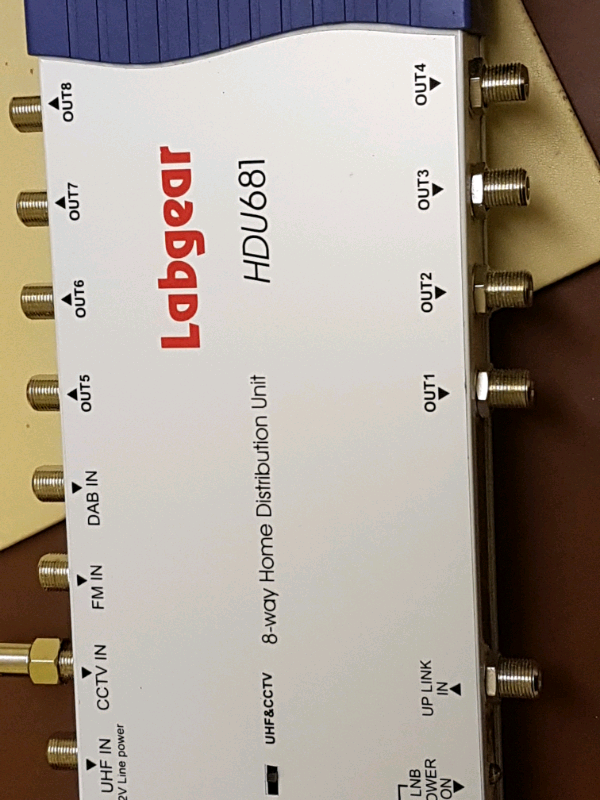 OUT8
OUT7
OUT6
OUT5
DAB IN
FM IN
CCTV IN
UHF IN
2V Line power
Labgear
HDU681
8-way Home Distribution Unit
UHF&CCTV
OUT4
OUT3
OUT2
OUT1
UP LINK
IN
LNB
OWER
ON